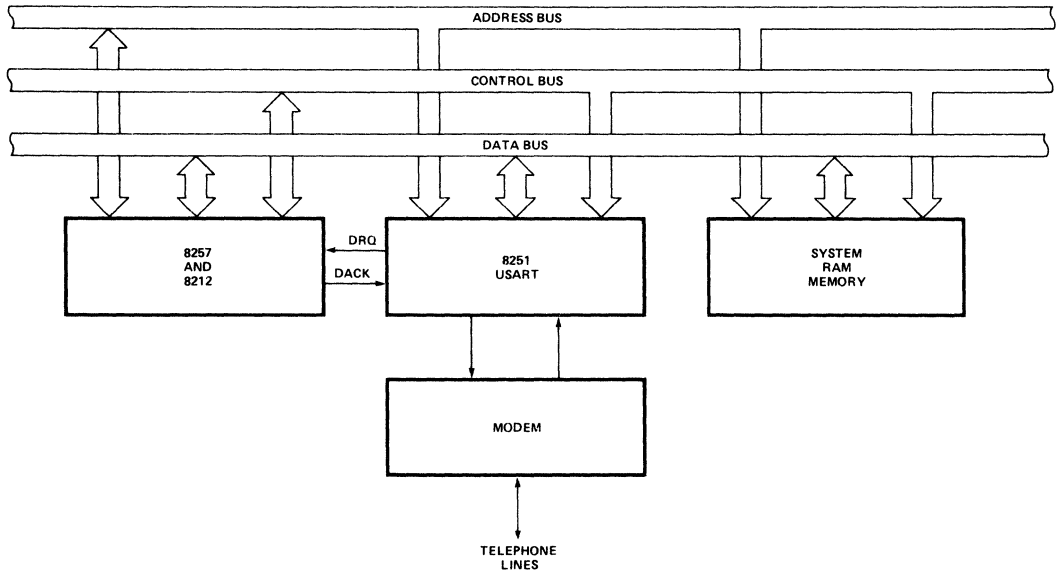 ADDRESS BUS
CONTROL BUS
DATA BUS
8257
AND
8212
DRQ
DACK
8251
USART
SYSTEM
RAM
MEMORY
MODEM
TELEPHONE
LINES